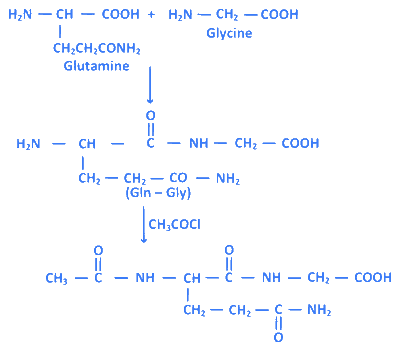 H₂N — CH — COOH + H₂N — CH₂ — COOH
CH₂CH₂CONH₂
Glycine
Glutamine
O
H₂N — CH — C — NH — CH₂ — COOH
CH₂ — CH₂ — CO — NH₂
(Gln – Gly)
CH₃COCl
O O
CH₃ — C — NH — CH — C — NH — CH₂ — COOH
CH₂ — CH₂ — C — NH₂
O